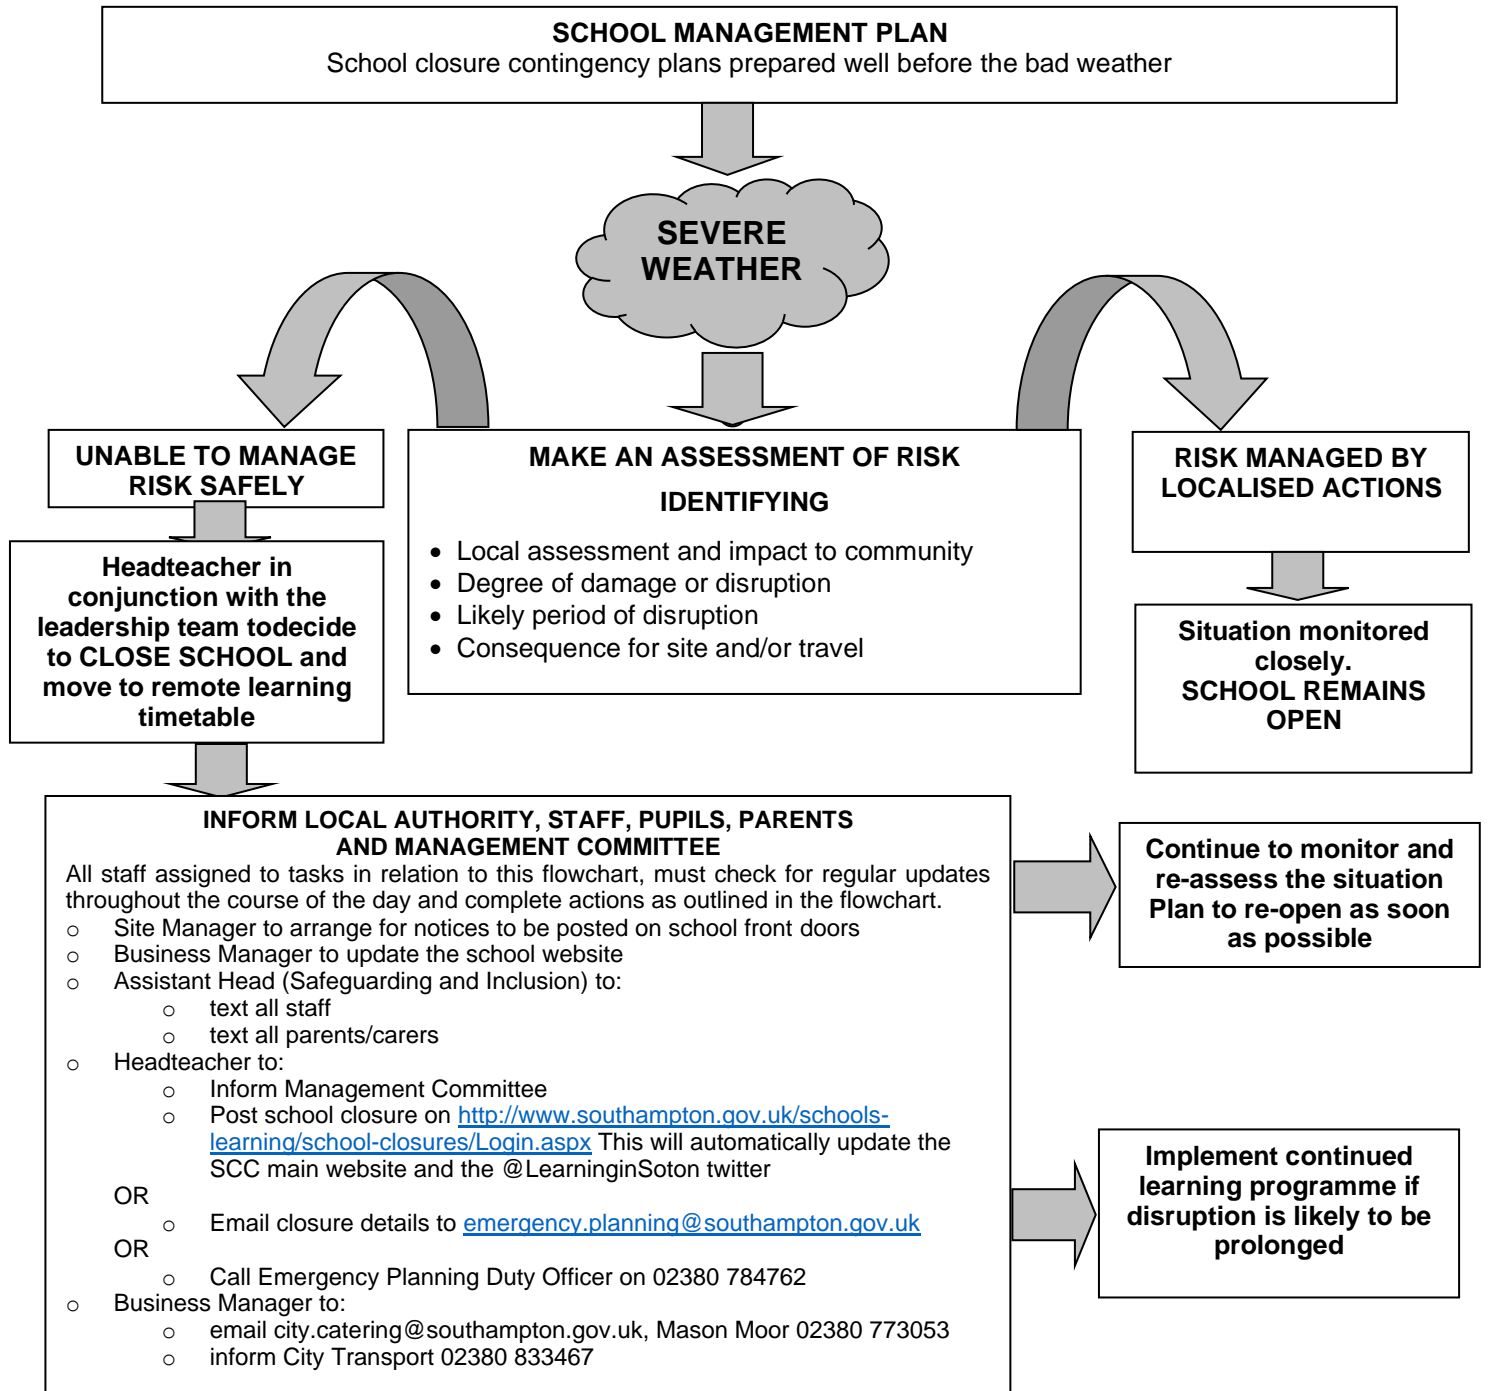 SCHOOL MANAGEMENT PLAN
School closure contingency plans prepared well before the bad weather
SEVERE
WEATHER
UNABLE TO MANAGE
RISK SAFELY
Headteacher in
conjunction with the
leadership team todecide
to CLOSE SCHOOL and
move to remote learning
timetable
MAKE AN ASSESSMENT OF RISK
IDENTIFYING
• Local assessment and impact to community
• Degree of damage or disruption
• Likely period of disruption
• Consequence for site and/or travel
RISK MANAGED BY
LOCALISED ACTIONS
Situation monitored
closely.
SCHOOL REMAINS
OPEN
INFORM LOCAL AUTHORITY, STAFF, PUPILS, PARENTS
AND MANAGEMENT COMMITTEE
All staff assigned to tasks in relation to this flowchart, must check for regular updates
throughout the course of the day and complete actions as outlined in the flowchart.
o Site Manager to arrange for notices to be posted on school front doors
o Business Manager to update the school website
o Assistant Head (Safeguarding and Inclusion) to:
o text all staff
o text all parents/carers
o Headteacher to:
o Inform Management Committee
o Post school closure on http://www.southampton.gov.uk/schools-
learning/school-closures/Login.aspx This will automatically update the
SCC main website and the @LearninginSoton twitter
OR
o Email closure details to emergency.planning@southampton.gov.uk
OR
o Call Emergency Planning Duty Officer on 02380 784762
o Business Manager to:
o email city.catering@southampton.gov.uk, Mason Moor 02380 773053
o inform City Transport 02380 833467
Continue to monitor and
re-assess the situation
Plan to re-open as soon
as possible
Implement continued
learning programme if
disruption is likely to be
prolonged